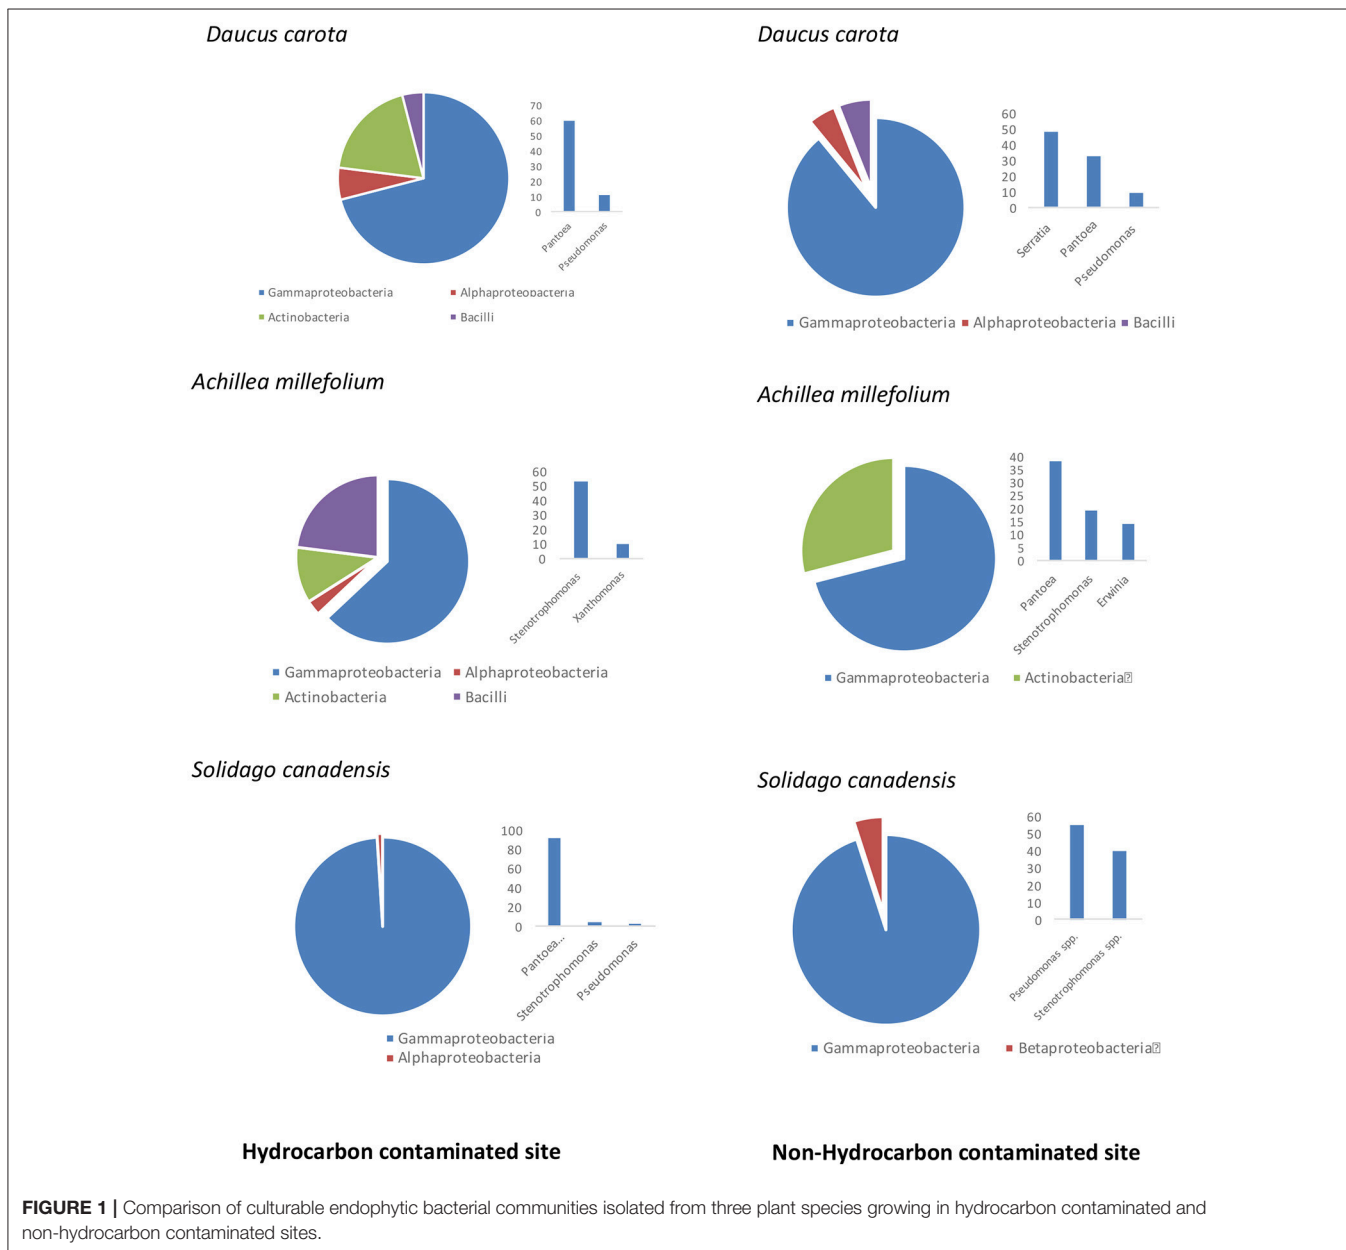 Daucus carota
70
60
50
40
30
20
10
0
Pantoea
Pseudomonas
Gammaproteobacteria
Alphaproteobacteria
Actinobacteria
Bacilli
Daucus carota
60
50
40
30
20
10
0
Serratia
Pantoea
Pseudomonas
Gammaproteobacteria
Alphaproteobacteria
Bacilli
Achillea millefolium
60
50
40
30
20
10
0
Stenotrophomonas
Xanthomonas
Gammaproteobacteria
Alphaproteobacteria
Actinobacteria
Bacilli
Achillea millefolium
40
35
30
25
20
15
10
5
0
Pantoea
Stenotrophomonas
Erwinia
Gammaproteobacteria
Actinobacteria
Solidago canadensis
100
80
60
40
20
0
Pantoea...
Stenotrophomonas
Pseudomonas
Gammaproteobacteria
Alphaproteobacteria
Solidago canadensis
60
50
40
30
20
10
0
Pseudomonas spp.
Stenotrophomonas spp.
Gammaproteobacteria
Betaproteobacteria
Hydrocarbon contaminated site
Non-Hydrocarbon contaminated site
FIGURE 1 | Comparison of culturable endophytic bacterial communities isolated from three plant species growing in hydrocarbon contaminated and
non-hydrocarbon contaminated sites.